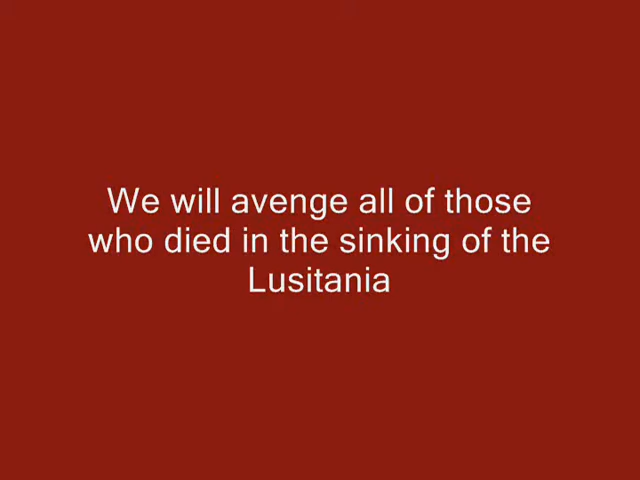 We will avenge all of those
who died in the sinking of the
Lusitania